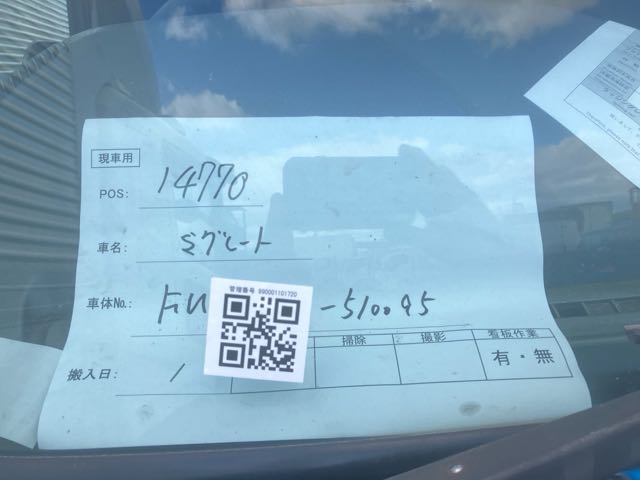 現車用
POS: 14770
車名 ミグレート
管理番号 990001101720
車体No.: FU -510095
掃除 撮影 看板作業
搬入日: / 有・無